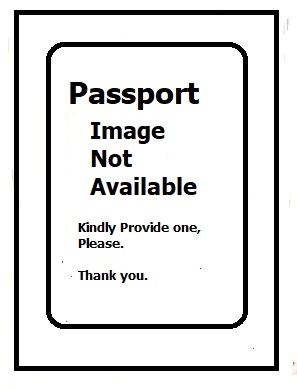 Passport
Image
Not
Available
Kindly Provide one,
Please.
Thank you.